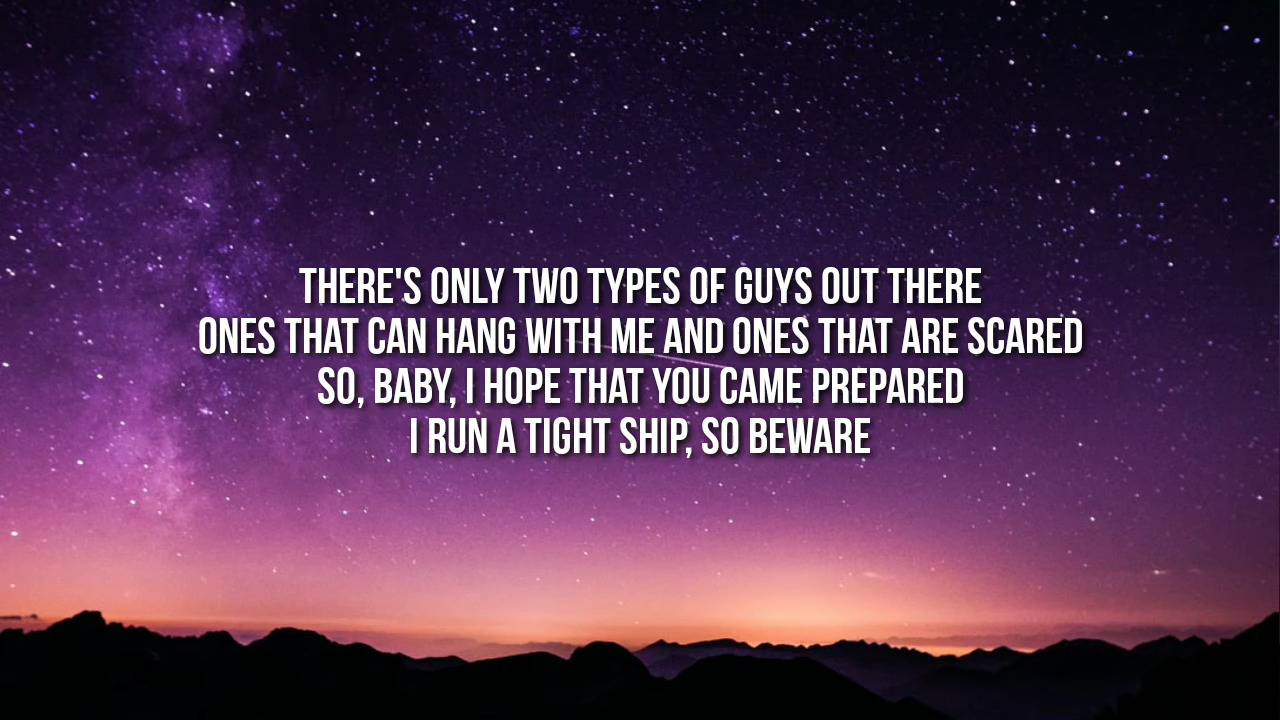 THERE'S ONLY TWO TYPES OF GUYS OUT THERE
ONES THAT CAN HANG WITH ME AND ONES THAT ARE SCARED
SO, BABY, I HOPE THAT YOU CAME PREPARED
I RUN A TIGHT SHIP, SO BEWARE